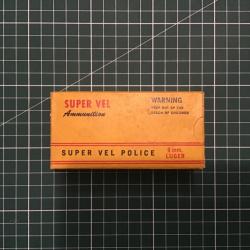 SUPER VEL
Ammunition
WARNING
KEEP OUT OF THE
REACH OF CHILDREN
SUPER VEL POLICE
9 mm.
LUGER